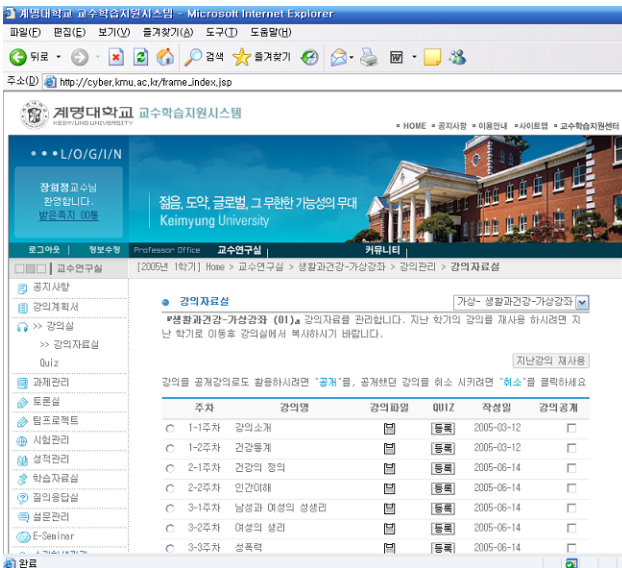 계명대학교 교수학습지원시스템 - Microsoft Internet Explorer
파일(F) 편집(E) 보기(V) 즐겨찾기(A) 도구(T) 도움말(H)
뒤로 검색 즐겨찾기
주소(D) http://cyber.kmu.ac.kr/frame_index.jsp
계명대학교 교수학습지원시스템
KEIMYUNG UNIVERSITY
HOME 공지사항 이용안내 사이트맵 교수학습지원센터
• • • L/O/G/I/N
장희정교수님
환영합니다.
받은쪽지 00통
젊음, 도약, 글로벌, 그 무한한 가능성의 무대
Keimyung University
로그아웃 | 정보수정 Professor Office 교수연구실 커뮤니티
교수연구실
[2005년 1학기] Home > 교수연구실 > 생활과건강-가상강좌 > 강의관리 > 강의자료실
공지사항
강의계획서
>> 강의실
>> 강의자료실
Quiz
과제관리
토론실
팀프로젝트
시험관리
성적관리
학습자료실
질의응답실
설문관리
E-Seminar
강의자료실
가상- 생활과건강-가상강좌
『생활과건강-가상강좌 (01)』 강의자료를 관리합니다. 지난 학기의 강의를 재사용 하시려면 지
난 학기로 이동후 강의실에서 복사하시기 바랍니다.
지난강의 재사용
강의를 공개강의로도 활용하시려면 "공개"를, 공개했던 강의를 취소 시키려면 "취소"를 클릭하세요
주차 강의명 강의파일 QUIZ 작성일 강의공개
1-1주차 강의소개 등록 2005-03-12
1-2주차 건강통계 등록 2005-03-12
2-1주차 건강의 정의 등록 2005-06-14
2-2주차 인간이해 등록 2005-06-14
3-1주차 남성과 여성의 성생리 등록 2005-06-14
3-2주차 여성의 생리 등록 2005-06-14
3-3주차 성폭력 등록 2005-06-14
완료